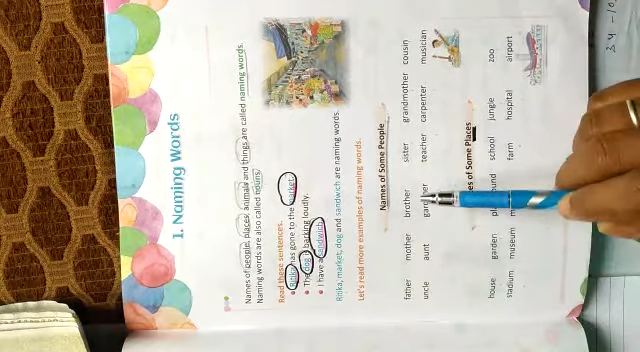 1. Naming Words
Names of people, places, animals and things are called naming words.
Naming words are also called nouns.
Read these sentences.
• Ritika has gone to the market.
• The dog is barking loudly.
• I have a sandwich.
Ritika, market, dog and sandwich are naming words.
Let's read more examples of naming words.
Names of Some People
father mother brother sister grandmother cousin
uncle aunt teacher carpenter musician
of Some Places
house garden school jungle zoo
stadium museum farm hospital airport
34